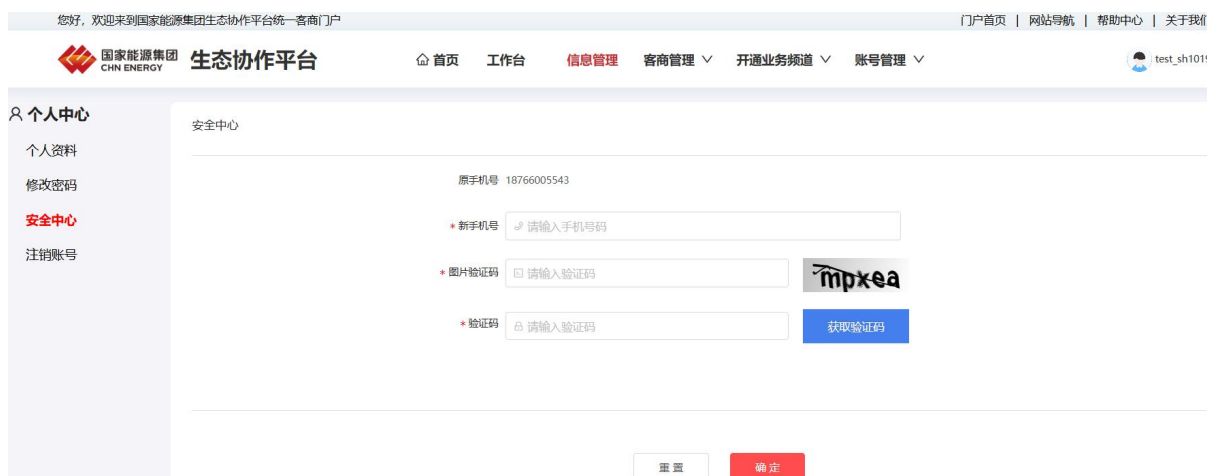 您好，欢迎来到国家能源集团生态协作平台统一客商门户
门户首页 | 网站导航 | 帮助中心 | 关于我们
国家能源集团
CHN ENERGY
生态协作平台
首页 工作台 信息管理 客商管理 开通业务频道 账号管理
test_sh1019
个人中心
个人资料
修改密码
安全中心
注销账号
安全中心
原手机号 18766005543
* 新手机号 请输入手机号码
* 图片验证码 请输入验证码 mpxea
* 验证码 请输入验证码 获取验证码
重置 确定